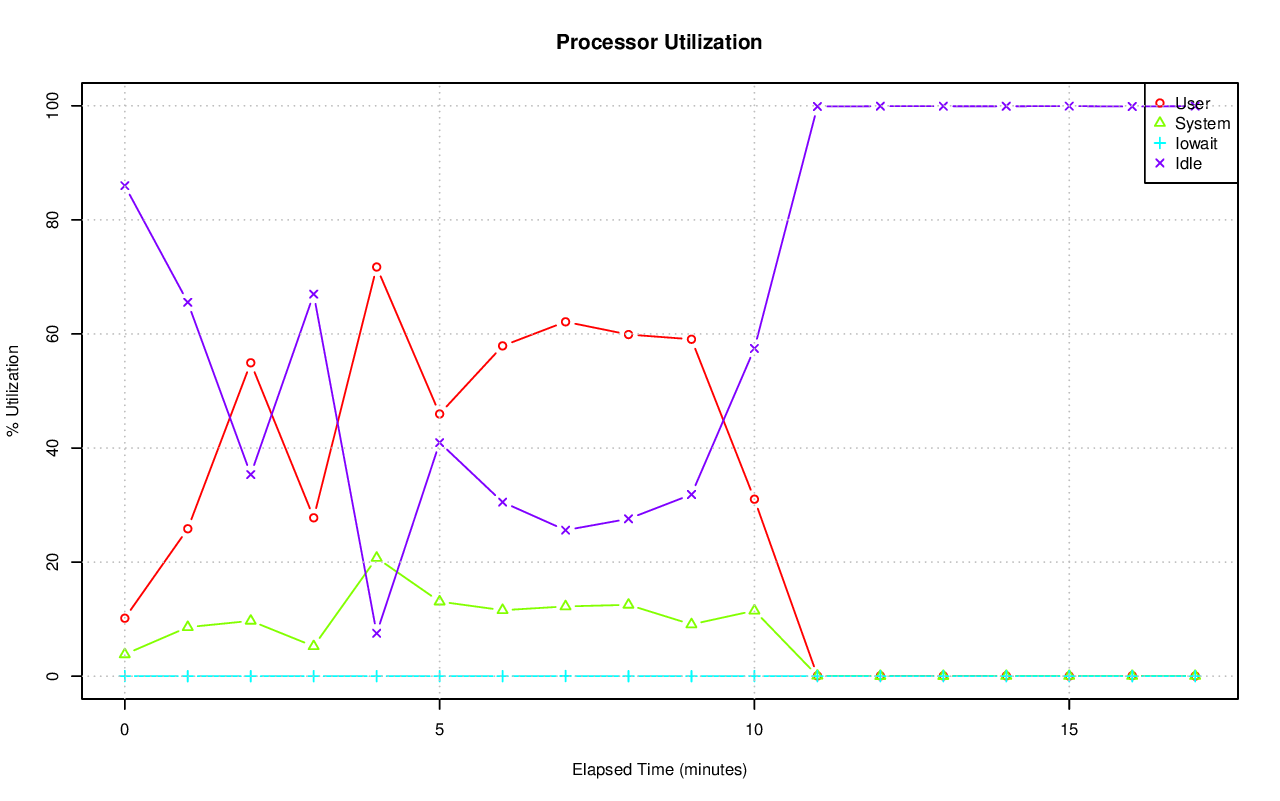 Processor Utilization
% Utilization
100
80
60
40
20
0
User
System
Iowait
Idle
0 5 10 15
Elapsed Time (minutes)